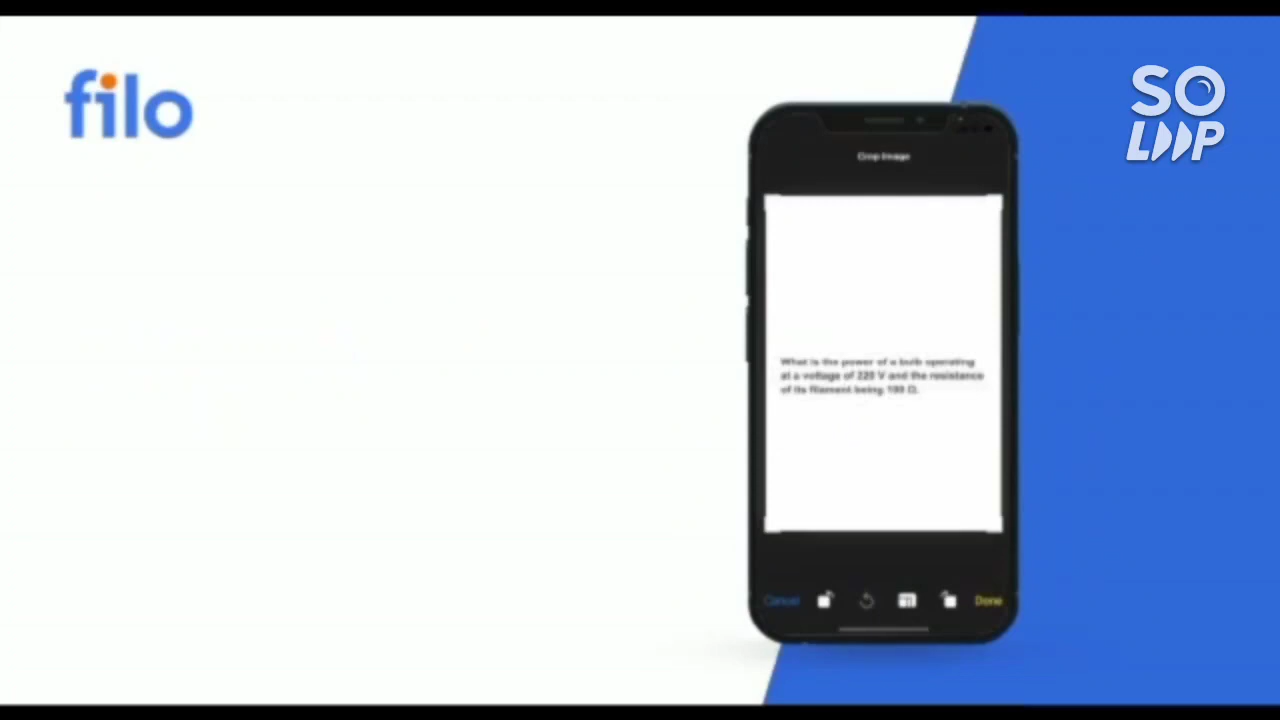 filo
SO
LOOP
Crop Image
What is the power of a bulb operating
at a voltage of 220 V and the resistance
of its filament being 100 Ω.
Cancel
Done